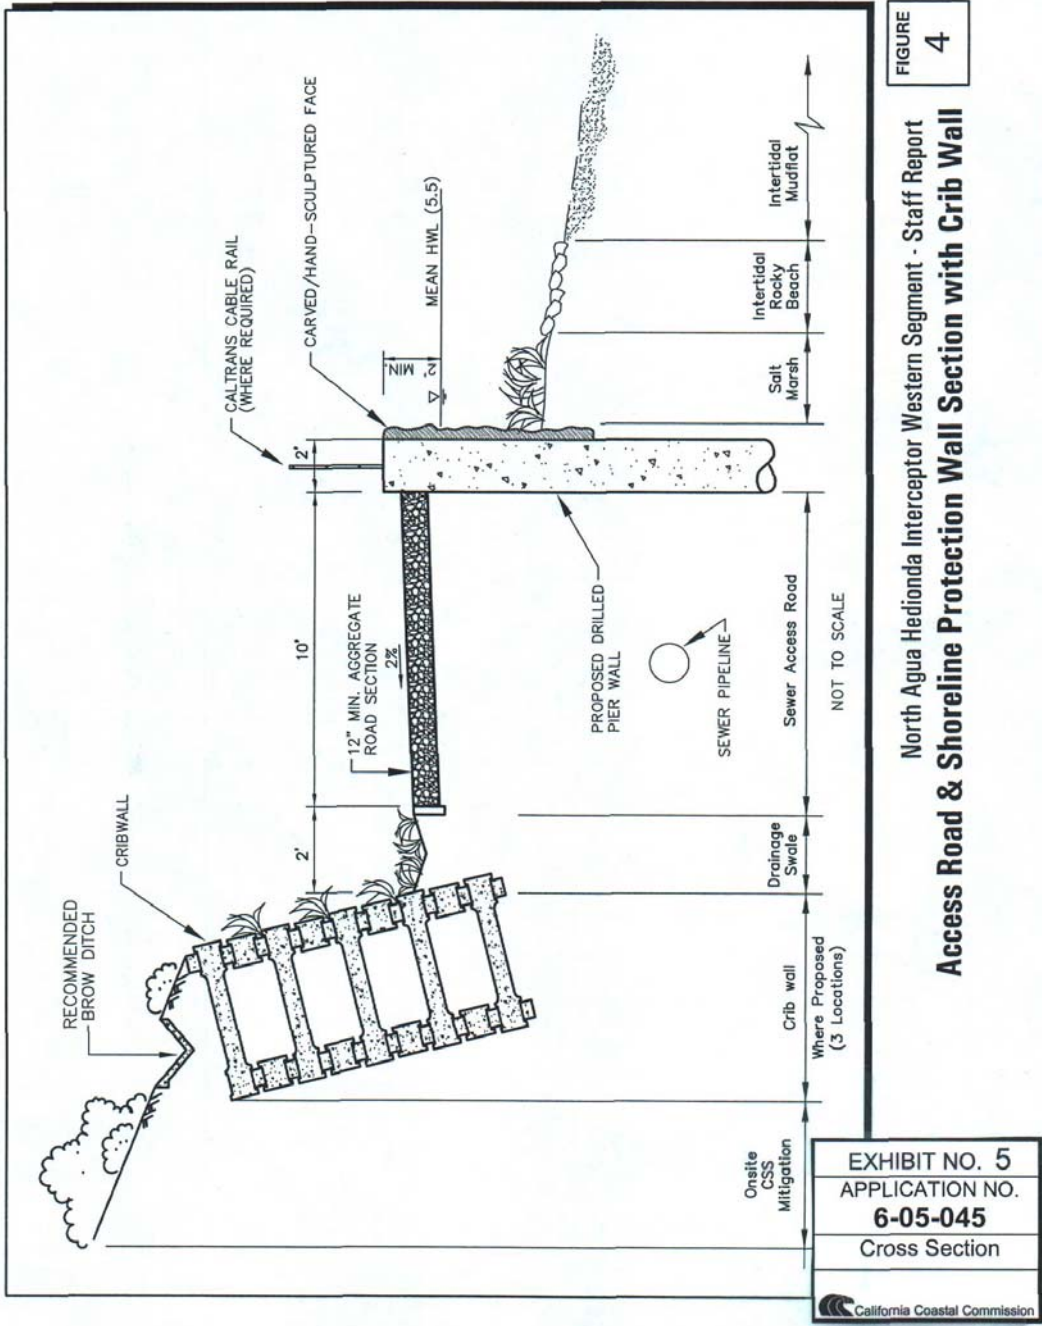 RECOMMENDED
BROW DITCH
CRIBWALL
CALTRANS CABLE RAIL
(WHERE REQUIRED)
CARVED/HAND-SCULPTURED FACE
2'
10'
2'
12" MIN. AGGREGATE
ROAD SECTION
2%
2'
MIN.
MEAN HWL (5.5)
PROPOSED DRILLED
PIER WALL
SEWER PIPELINE
Onsite
CSS
Mitigation
Crib wall
Where Proposed
(3 Locations)
Drainage
Swale
Sewer Access Road
Salt
Marsh
Intertidal
Rocky
Beach
Intertidal
Mudflat
NOT TO SCALE
North Agua Hedionda Interceptor Western Segment - Staff Report
Access Road & Shoreline Protection Wall Section with Crib Wall
FIGURE
4
EXHIBIT NO. 5
APPLICATION NO.
6-05-045
Cross Section
California Coastal Commission